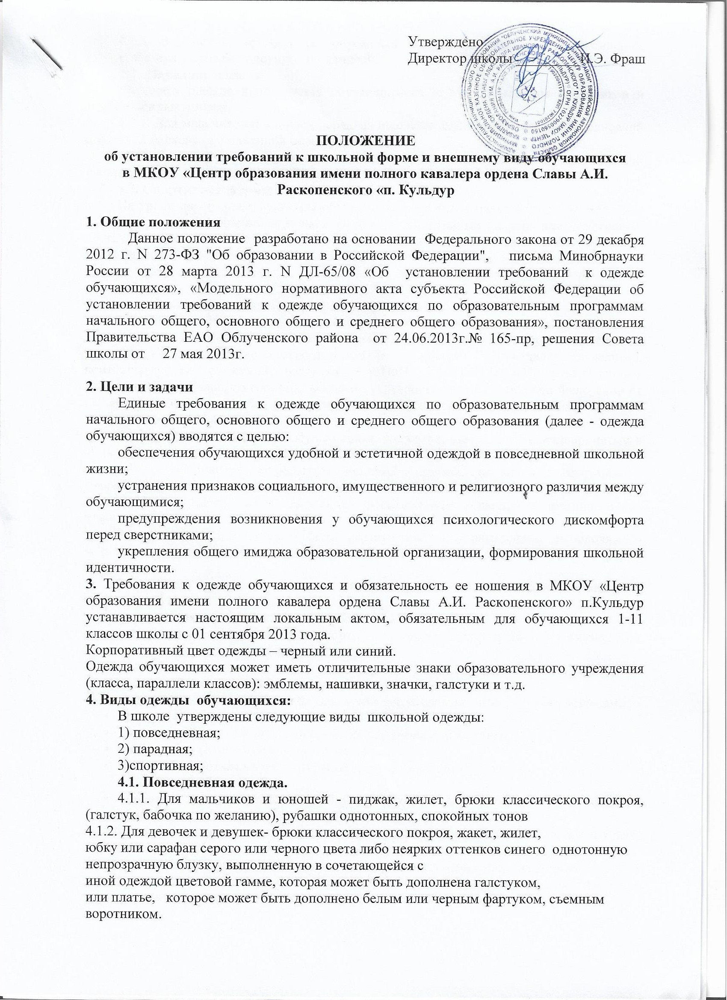 Утверждено
Директор школы И.Э. Фраш
ПОЛОЖЕНИЕ
об установлении требований к школьной форме и внешнему виду обучающихся
в МКОУ «Центр образования имени полного кавалера ордена Славы А.И.
Раскопенского «п. Кульдур
1. Общие положения
Данное положение разработано на основании Федерального закона от 29 декабря
2012 г. N 273-ФЗ "Об образовании в Российской Федерации", письма Минобрнауки
России от 28 марта 2013 г. N ДЛ-65/08 «Об установлении требований к одежде
обучающихся», «Модельного нормативного акта субъекта Российской Федерации об
установлении требований к одежде обучающихся по образовательным программам
начального общего, основного общего и среднего общего образования», постановления
Правительства ЕАО Облученского района от 24.06.2013г.№ 165-пр, решения Совета
школы от 27 мая 2013г.
2. Цели и задачи
Единые требования к одежде обучающихся по образовательным программам
начального общего, основного общего и среднего общего образования (далее - одежда
обучающихся) вводятся с целью:
обеспечения обучающихся удобной и эстетичной одеждой в повседневной школьной
жизни;
устранения признаков социального, имущественного и религиозного различия между
обучающимися;
предупреждения возникновения у обучающихся психологического дискомфорта
перед сверстниками;
укрепления общего имиджа образовательной организации, формирования школьной
идентичности.
3. Требования к одежде обучающихся и обязательность ее ношения в МКОУ «Центр
образования имени полного кавалера ордена Славы А.И. Раскопенского» п.Кульдур
устанавливается настоящим локальным актом, обязательным для обучающихся 1-11
классов школы с 01 сентября 2013 года.
Корпоративный цвет одежды – черный или синий.
Одежда обучающихся может иметь отличительные знаки образовательного учреждения
(класса, параллели классов): эмблемы, нашивки, значки, галстуки и т.д.
4. Виды одежды обучающихся:
В школе утверждены следующие виды школьной одежды:
1) повседневная;
2) парадная;
3)спортивная;
4.1. Повседневная одежда.
4.1.1. Для мальчиков и юношей - пиджак, жилет, брюки классического покроя,
(галстук, бабочка по желанию), рубашки однотонных, спокойных тонов
4.1.2. Для девочек и девушек- брюки классического покроя, жакет, жилет,
юбку или сарафан серого или черного цвета либо неярких оттенков синего однотонную
непрозрачную блузку, выполненную в сочетающейся с
иной одеждой цветовой гамме, которая может быть дополнена галстуком,
или платье, которое может быть дополнено белым или черным фартуком, съемным
воротником.